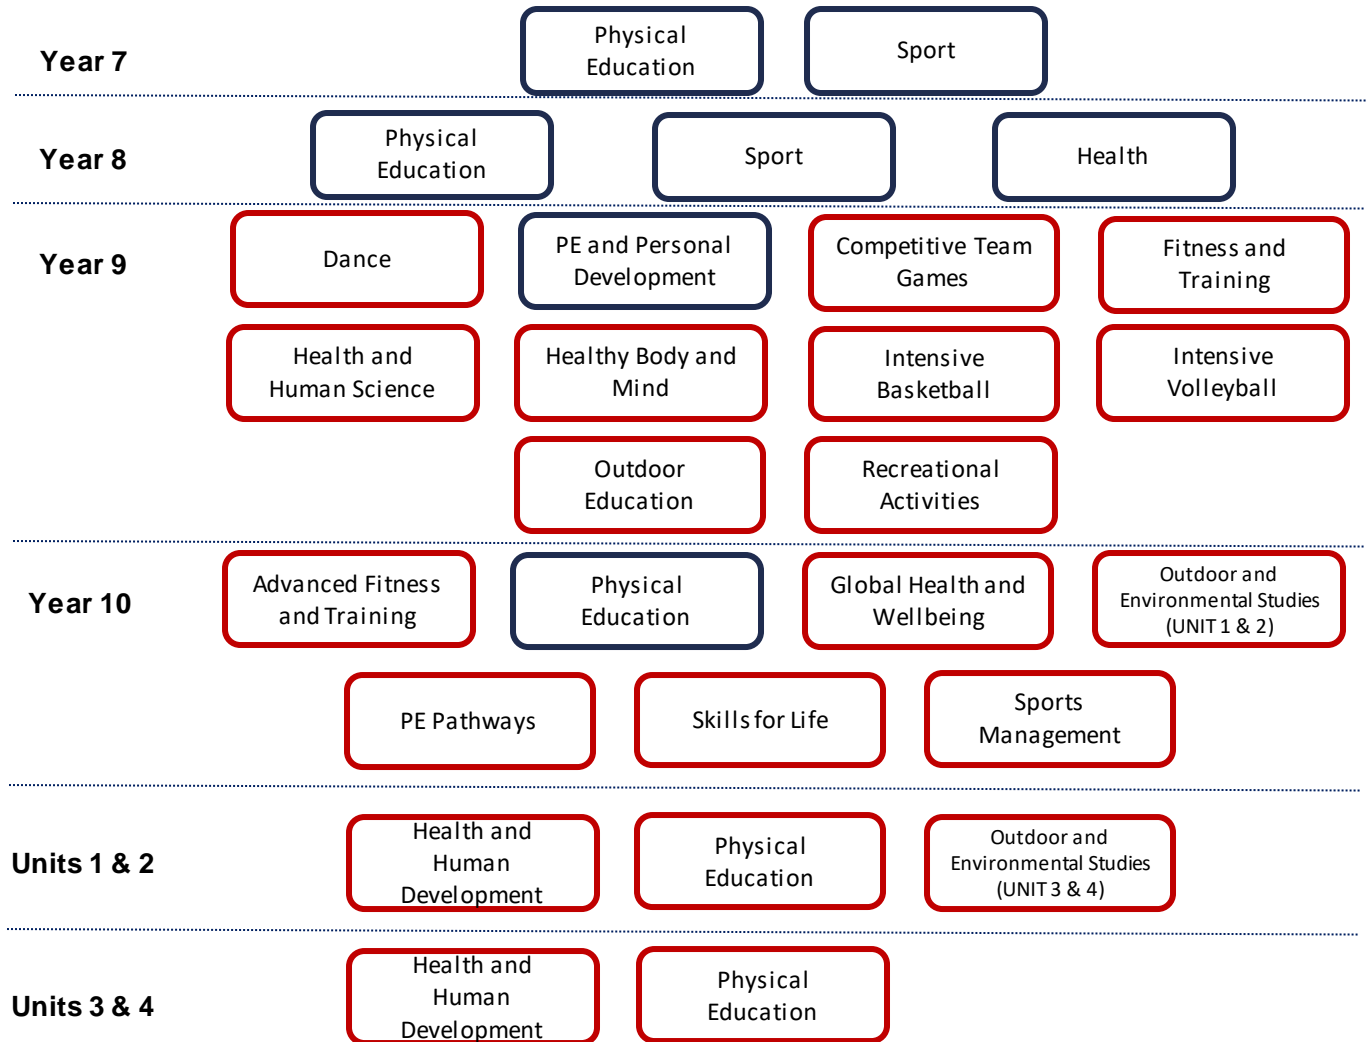 Year 7
Physical
Education
Sport
Year 8
Physical
Education
Sport
Health
Year 9
Dance
PE and Personal
Development
Competitive Team
Games
Fitness and
Training
Health and
Human Science
Healthy Body and
Mind
Intensive
Basketball
Intensive
Volleyball
Outdoor
Education
Recreational
Activities
Year 10
Advanced Fitness
and Training
Physical
Education
Global Health and
Wellbeing
Outdoor and
Environmental Studies
(UNIT 1 & 2)
PE Pathways
Skills for Life
Sports
Management
Units 1 & 2
Health and
Human
Development
Physical
Education
Outdoor and
Environmental Studies
(UNIT 3 & 4)
Units 3 & 4
Health and
Human
Development
Physical
Education